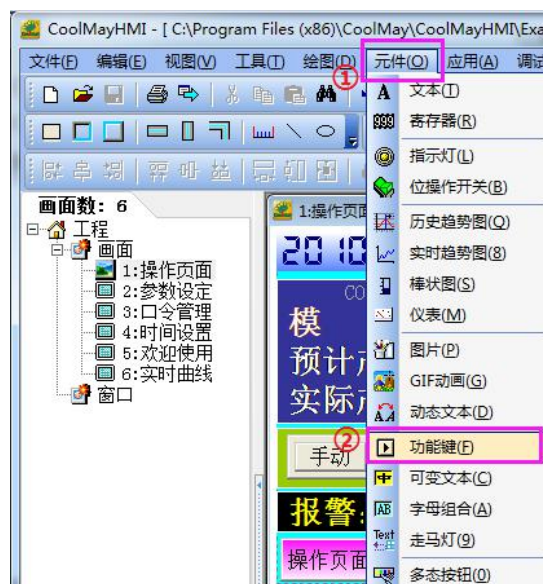 CoolMayHMI - [ C:\Program Files (x86)\CoolMay\CoolMayHMI\Exa
文件(F) 编辑(E) 视图(V) 工具(T) 绘图(D) 元件(O) 应用(A) 调试
①
A 文本(T)
999 寄存器(R)
指示灯(L)
位操作开关(B)
历史趋势图(Q)
实时趋势图(8)
棒状图(S)
仪表(M)
图片(P)
GIF动画(G)
动态文本(D)
② 功能键(F)
可变文本(C)
AB 字母组合(A)
Text 走马灯(9)
多态按钮(0)
画面数: 6
工程
画面
1:操作页面
2:参数设定
3:口令管理
4:时间设置
5:欢迎使用
6:实时曲线
窗口
1:操作页面
2010
CO
模
预计产
实际产
手动
报警:
操作页面